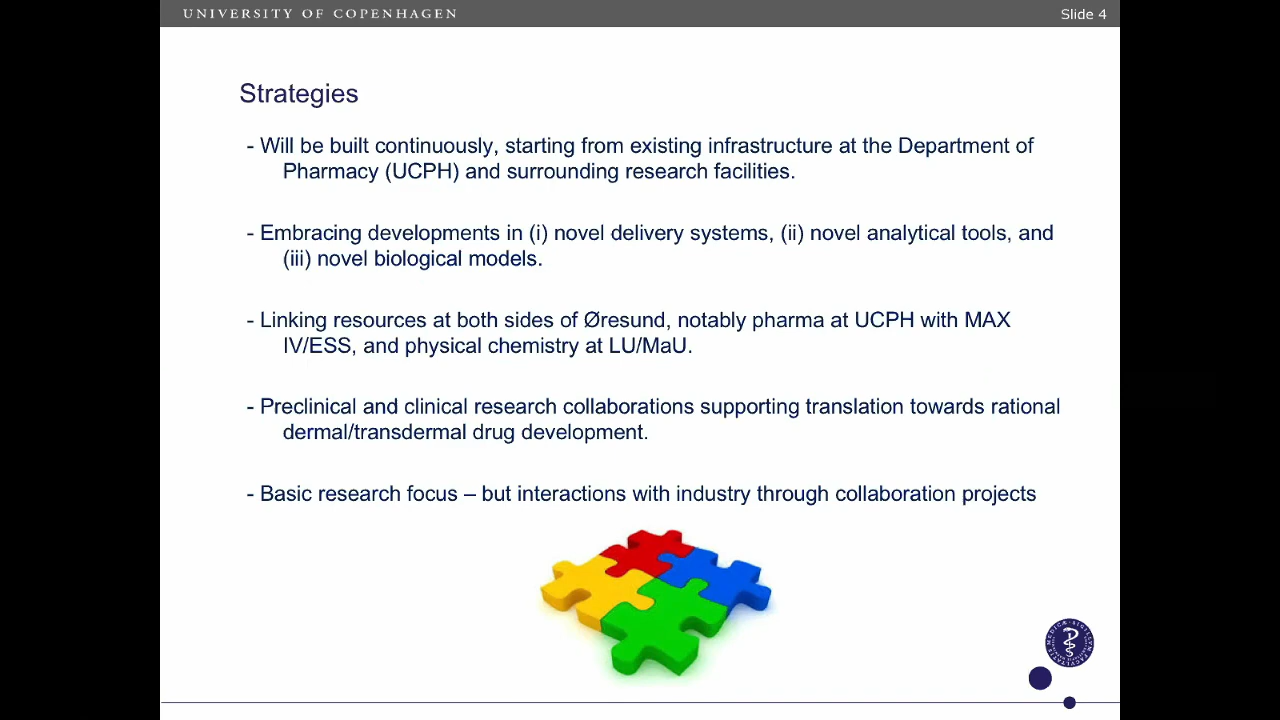 UNIVERSITY OF COPENHAGEN
Slide 4
Strategies
- Will be built continuously, starting from existing infrastructure at the Department of
Pharmacy (UCPH) and surrounding research facilities.
- Embracing developments in (i) novel delivery systems, (ii) novel analytical tools, and
(iii) novel biological models.
- Linking resources at both sides of Øresund, notably pharma at UCPH with MAX
IV/ESS, and physical chemistry at LU/MaU.
- Preclinical and clinical research collaborations supporting translation towards rational
dermal/transdermal drug development.
- Basic research focus – but interactions with industry through collaboration projects